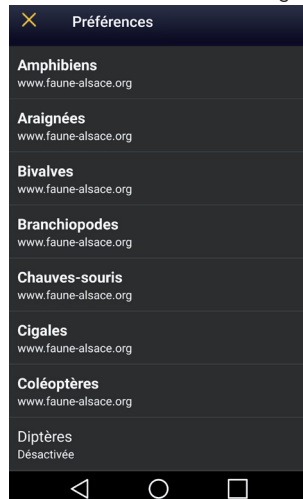 Préférences
Amphibiens
www.faune-alsace.org
Araignées
www.faune-alsace.org
Bivalves
www.faune-alsace.org
Branchiopodes
www.faune-alsace.org
Chauves-souris
www.faune-alsace.org
Cigales
www.faune-alsace.org
Coléoptères
www.faune-alsace.org
Diptères
Désactivée